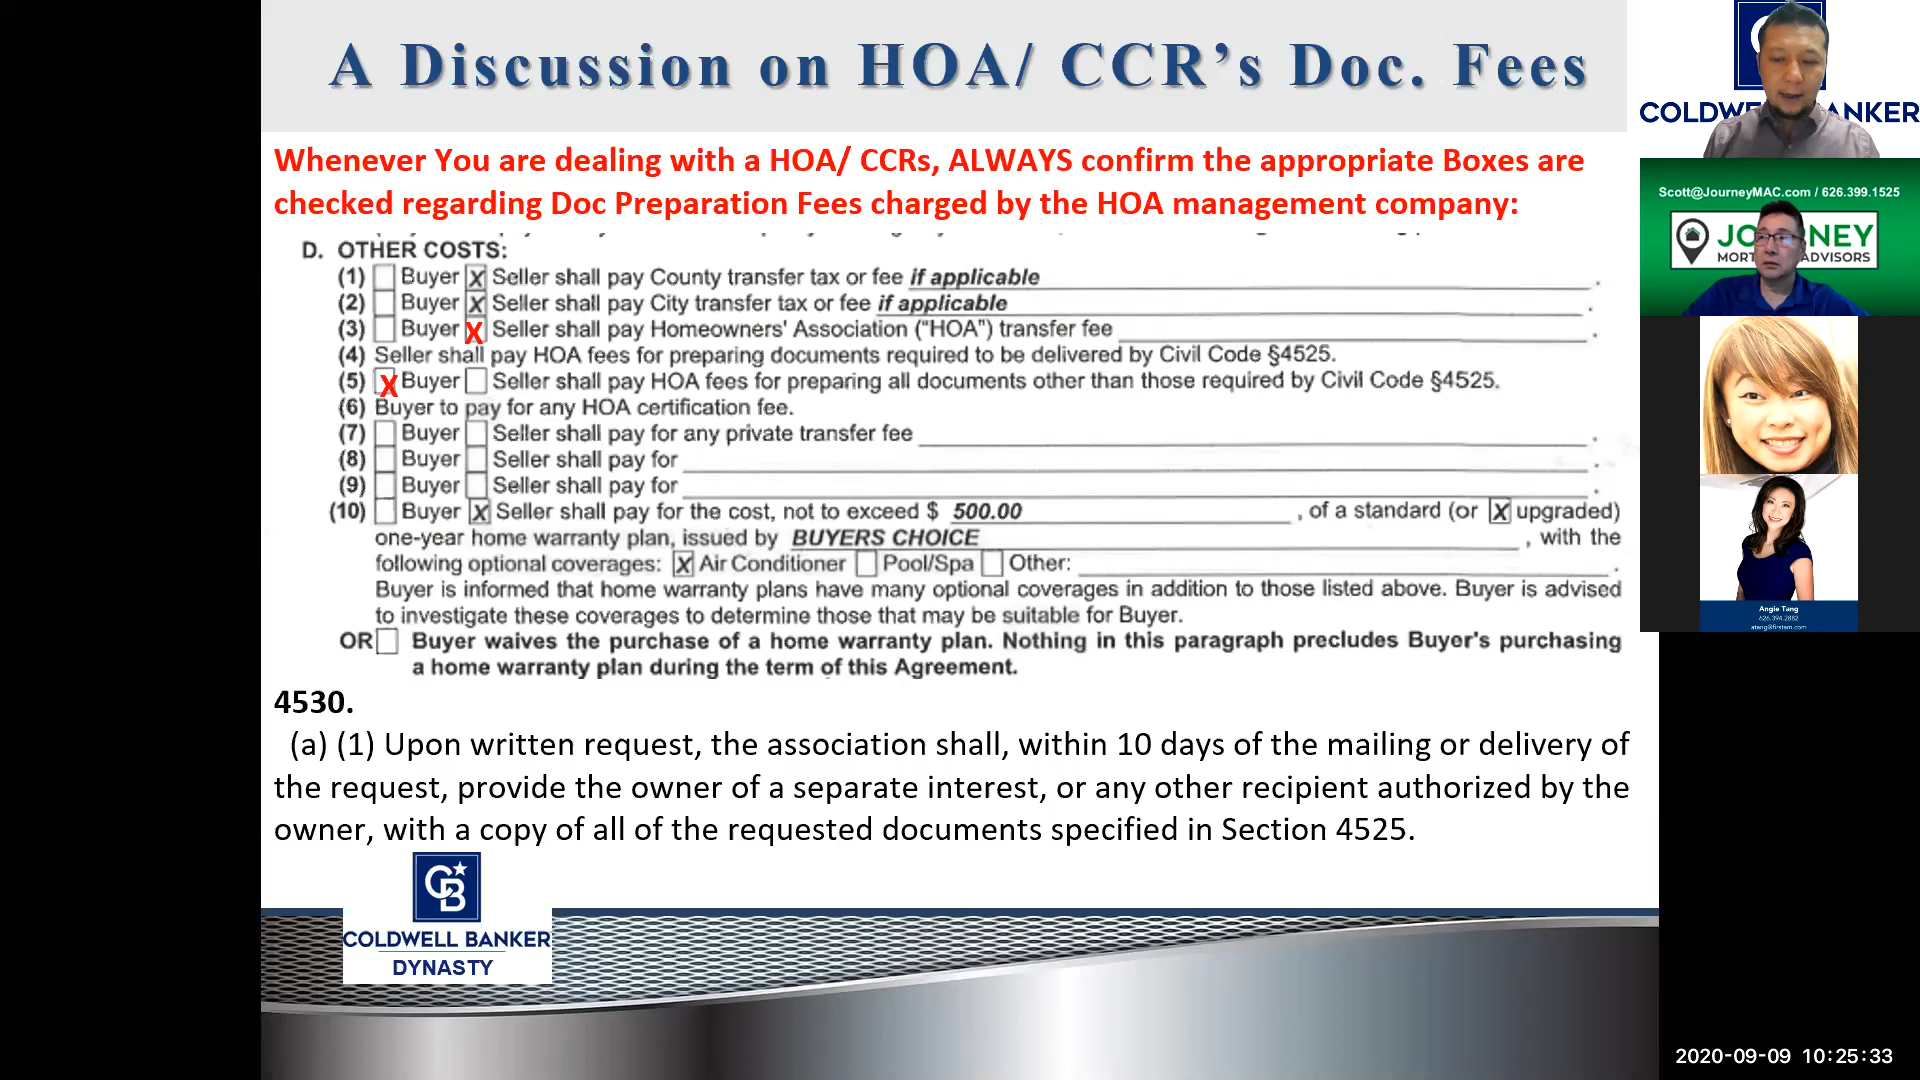 A Discussion on HOA/ CCR's Doc. Fees
Whenever You are dealing with a HOA/ CCRs, ALWAYS confirm the appropriate Boxes are
checked regarding Doc Preparation Fees charged by the HOA management company:
D. OTHER COSTS:
(1) Buyer X Seller shall pay County transfer tax or fee if applicable .
(2) Buyer X Seller shall pay City transfer tax or fee if applicable .
(3) Buyer X Seller shall pay Homeowners' Association ("HOA") transfer fee .
(4) Seller shall pay HOA fees for preparing documents required to be delivered by Civil Code §4525.
(5) X Buyer Seller shall pay HOA fees for preparing all documents other than those required by Civil Code §4525.
(6) Buyer to pay for any HOA certification fee.
(7) Buyer Seller shall pay for any private transfer fee .
(8) Buyer Seller shall pay for .
(9) Buyer Seller shall pay for .
(10) Buyer X Seller shall pay for the cost, not to exceed $ 500.00 , of a standard (or X upgraded)
one-year home warranty plan, issued by BUYERS CHOICE , with the
following optional coverages: X Air Conditioner Pool/Spa Other: .
Buyer is informed that home warranty plans have many optional coverages in addition to those listed above. Buyer is advised
to investigate these coverages to determine those that may be suitable for Buyer.
OR Buyer waives the purchase of a home warranty plan. Nothing in this paragraph precludes Buyer's purchasing
a home warranty plan during the term of this Agreement.
4530.
(a) (1) Upon written request, the association shall, within 10 days of the mailing or delivery of
the request, provide the owner of a separate interest, or any other recipient authorized by the
owner, with a copy of all of the requested documents specified in Section 4525.
CB
COLDWELL BANKER
DYNASTY
Scott@JourneyMAC.com / 626.399.1525
Angie Tang
626.394.2882
atang@firstam.com
2020-09-09 10:25:33